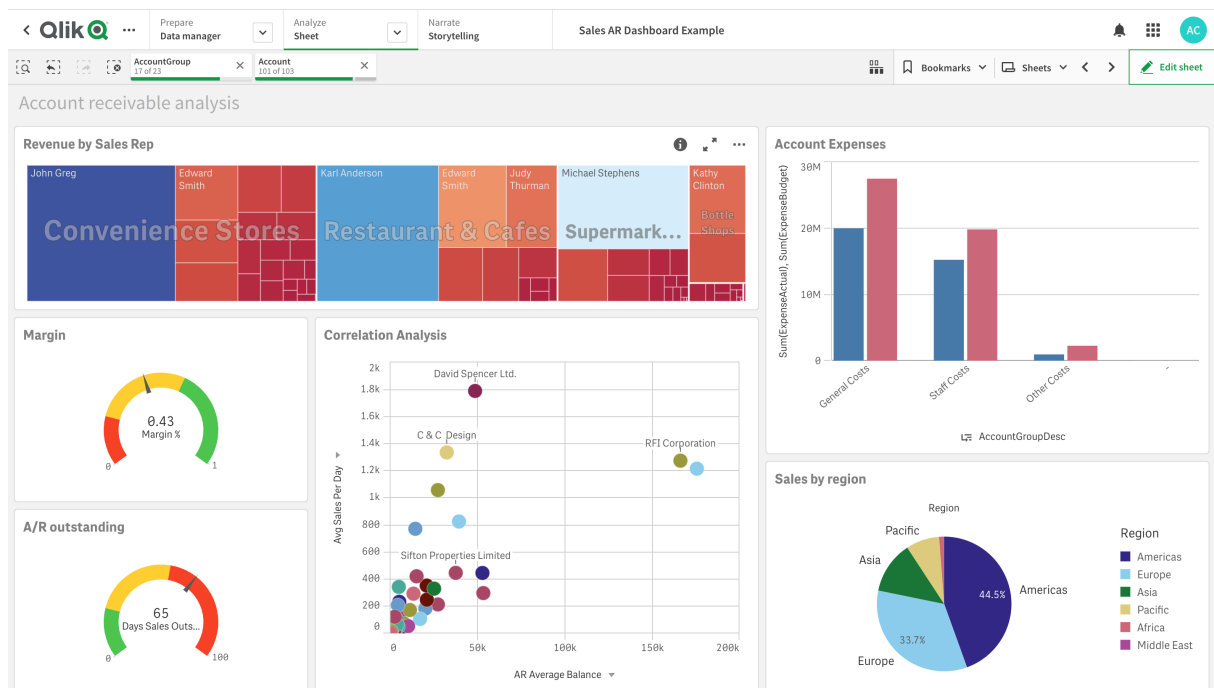 Qlik
Prepare
Data manager
Analyze
Sheet
Narrate
Storytelling
Sales AR Dashboard Example
AC
AccountGroup
17 of 23
Account
101 of 103
Bookmarks
Sheets
Edit sheet
Account receivable analysis
Revenue by Sales Rep
John Greg
Edward
Smith
Karl Anderson
Edward
Smith
Judy
Thurman
Michael Stephens
Kathy
Clinton
Convenience Stores
Restaurant & Cafes
Supermark...
Bottle
Shops
Account Expenses
Sum(ExpenseActual), Sum(ExpenseBudget)
30M
20M
10M
0
General Costs
Staff Costs
Other Costs
-
AccountGroupDesc
Margin
0.43
Margin %
0
1
A/R outstanding
65
Days Sales Outs...
0
100
Correlation Analysis
Avg Sales Per Day
2k
1.8k
1.6k
1.4k
1.2k
1k
800
600
400
200
0
David Spencer Ltd.
C & C Design
RFI Corporation
Sifton Properties Limited
0
50k
100k
150k
200k
AR Average Balance
Sales by region
Region
Pacific
Asia
Americas
Europe
44.5%
33.7%
Region
Americas
Europe
Asia
Pacific
Africa
Middle East